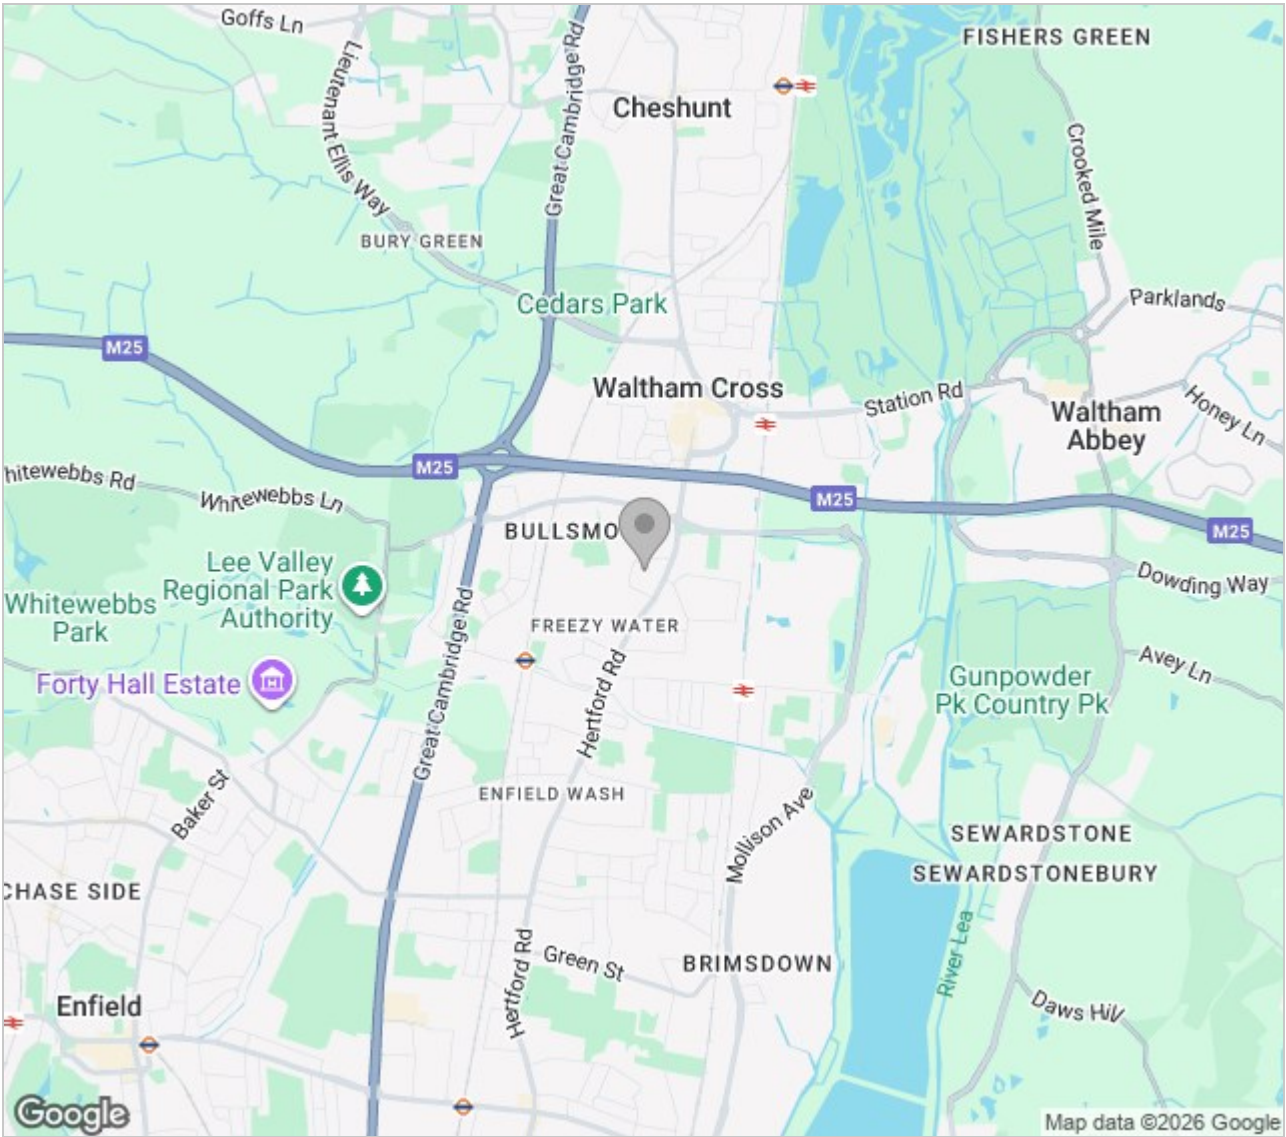 Goffs Ln
FISHERS GREEN
Great Cambridge Rd
Lieutenant Ellis Way
Cheshunt
Crooked Mile
BURY GREEN
Cedars Park
Parklands
M25
Waltham Cross
Station Rd
Waltham
Abbey
Honey Ln
M25
M25
hitewebbs Rd
Whitewebbs Ln
BULLSMO
M25
Lee Valley
Regional Park
Authority
Whitewebbs
Park
Dowding Way
FREEZY WATER
Great Cambridge Rd
Hertford Rd
Avey Ln
Forty Hall Estate
Gunpowder
Pk Country Pk
Baker St
ENFIELD WASH
Mollison Ave
SEWARDSTONE
SEWARDSTONEBURY
CHASE SIDE
River Lea
Hertford Rd
Green St
BRIMSDOWN
Enfield
Daws Hill
Google
Map data ©2026 Google